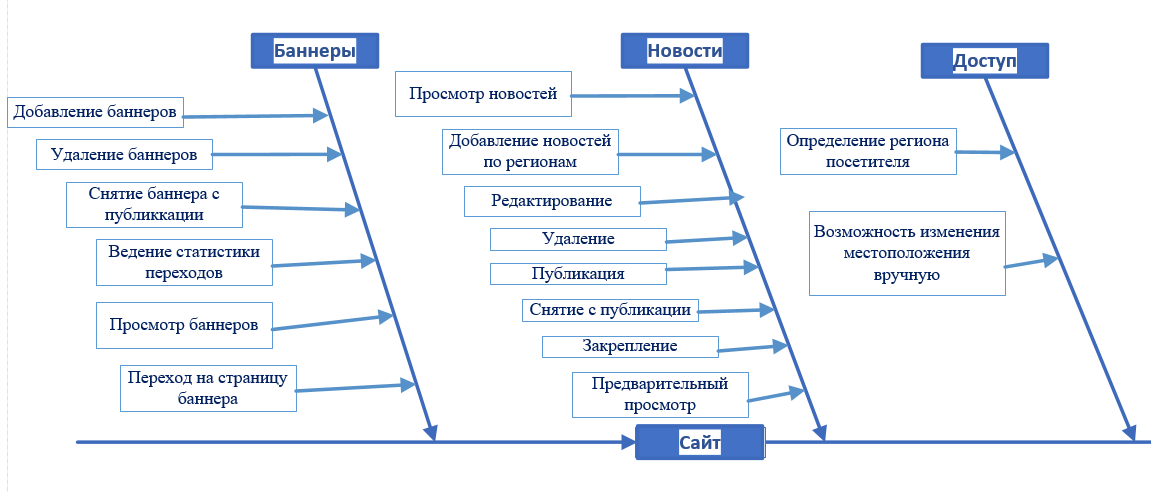 Баннеры
Добавление баннеров
Удаление баннеров
Снятие баннера с
публиккации
Ведение статистики
переходов
Просмотр баннеров
Переход на страницу
баннера
Новости
Просмотр новостей
Добавление новостей
по регионам
Редактирование
Удаление
Публикация
Снятие с публикации
Закрепление
Предварительный
просмотр
Доступ
Определение региона
посетителя
Возможность изменения
местоположения
вручную
Сайт